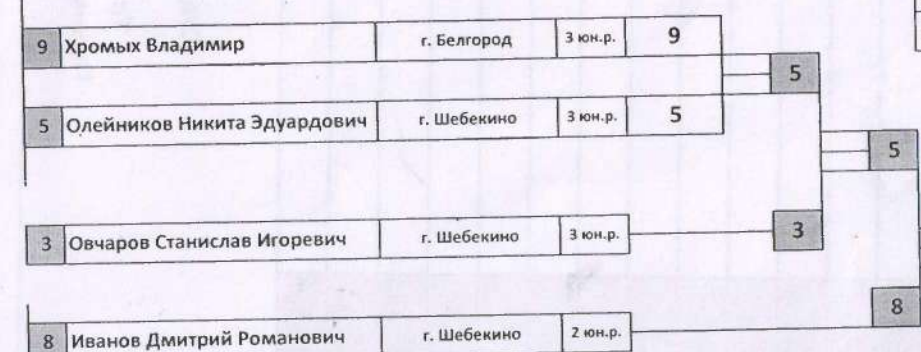 9 Хромых Владимир г. Белгород 3 юн.р. 9
5
5 Олейников Никита Эдуардович г. Шебекино 3 юн.р. 5
5
3 Овчаров Станислав Игоревич г. Шебекино 3 юн.р. 3
8
8 Иванов Дмитрий Романович г. Шебекино 2 юн.р.